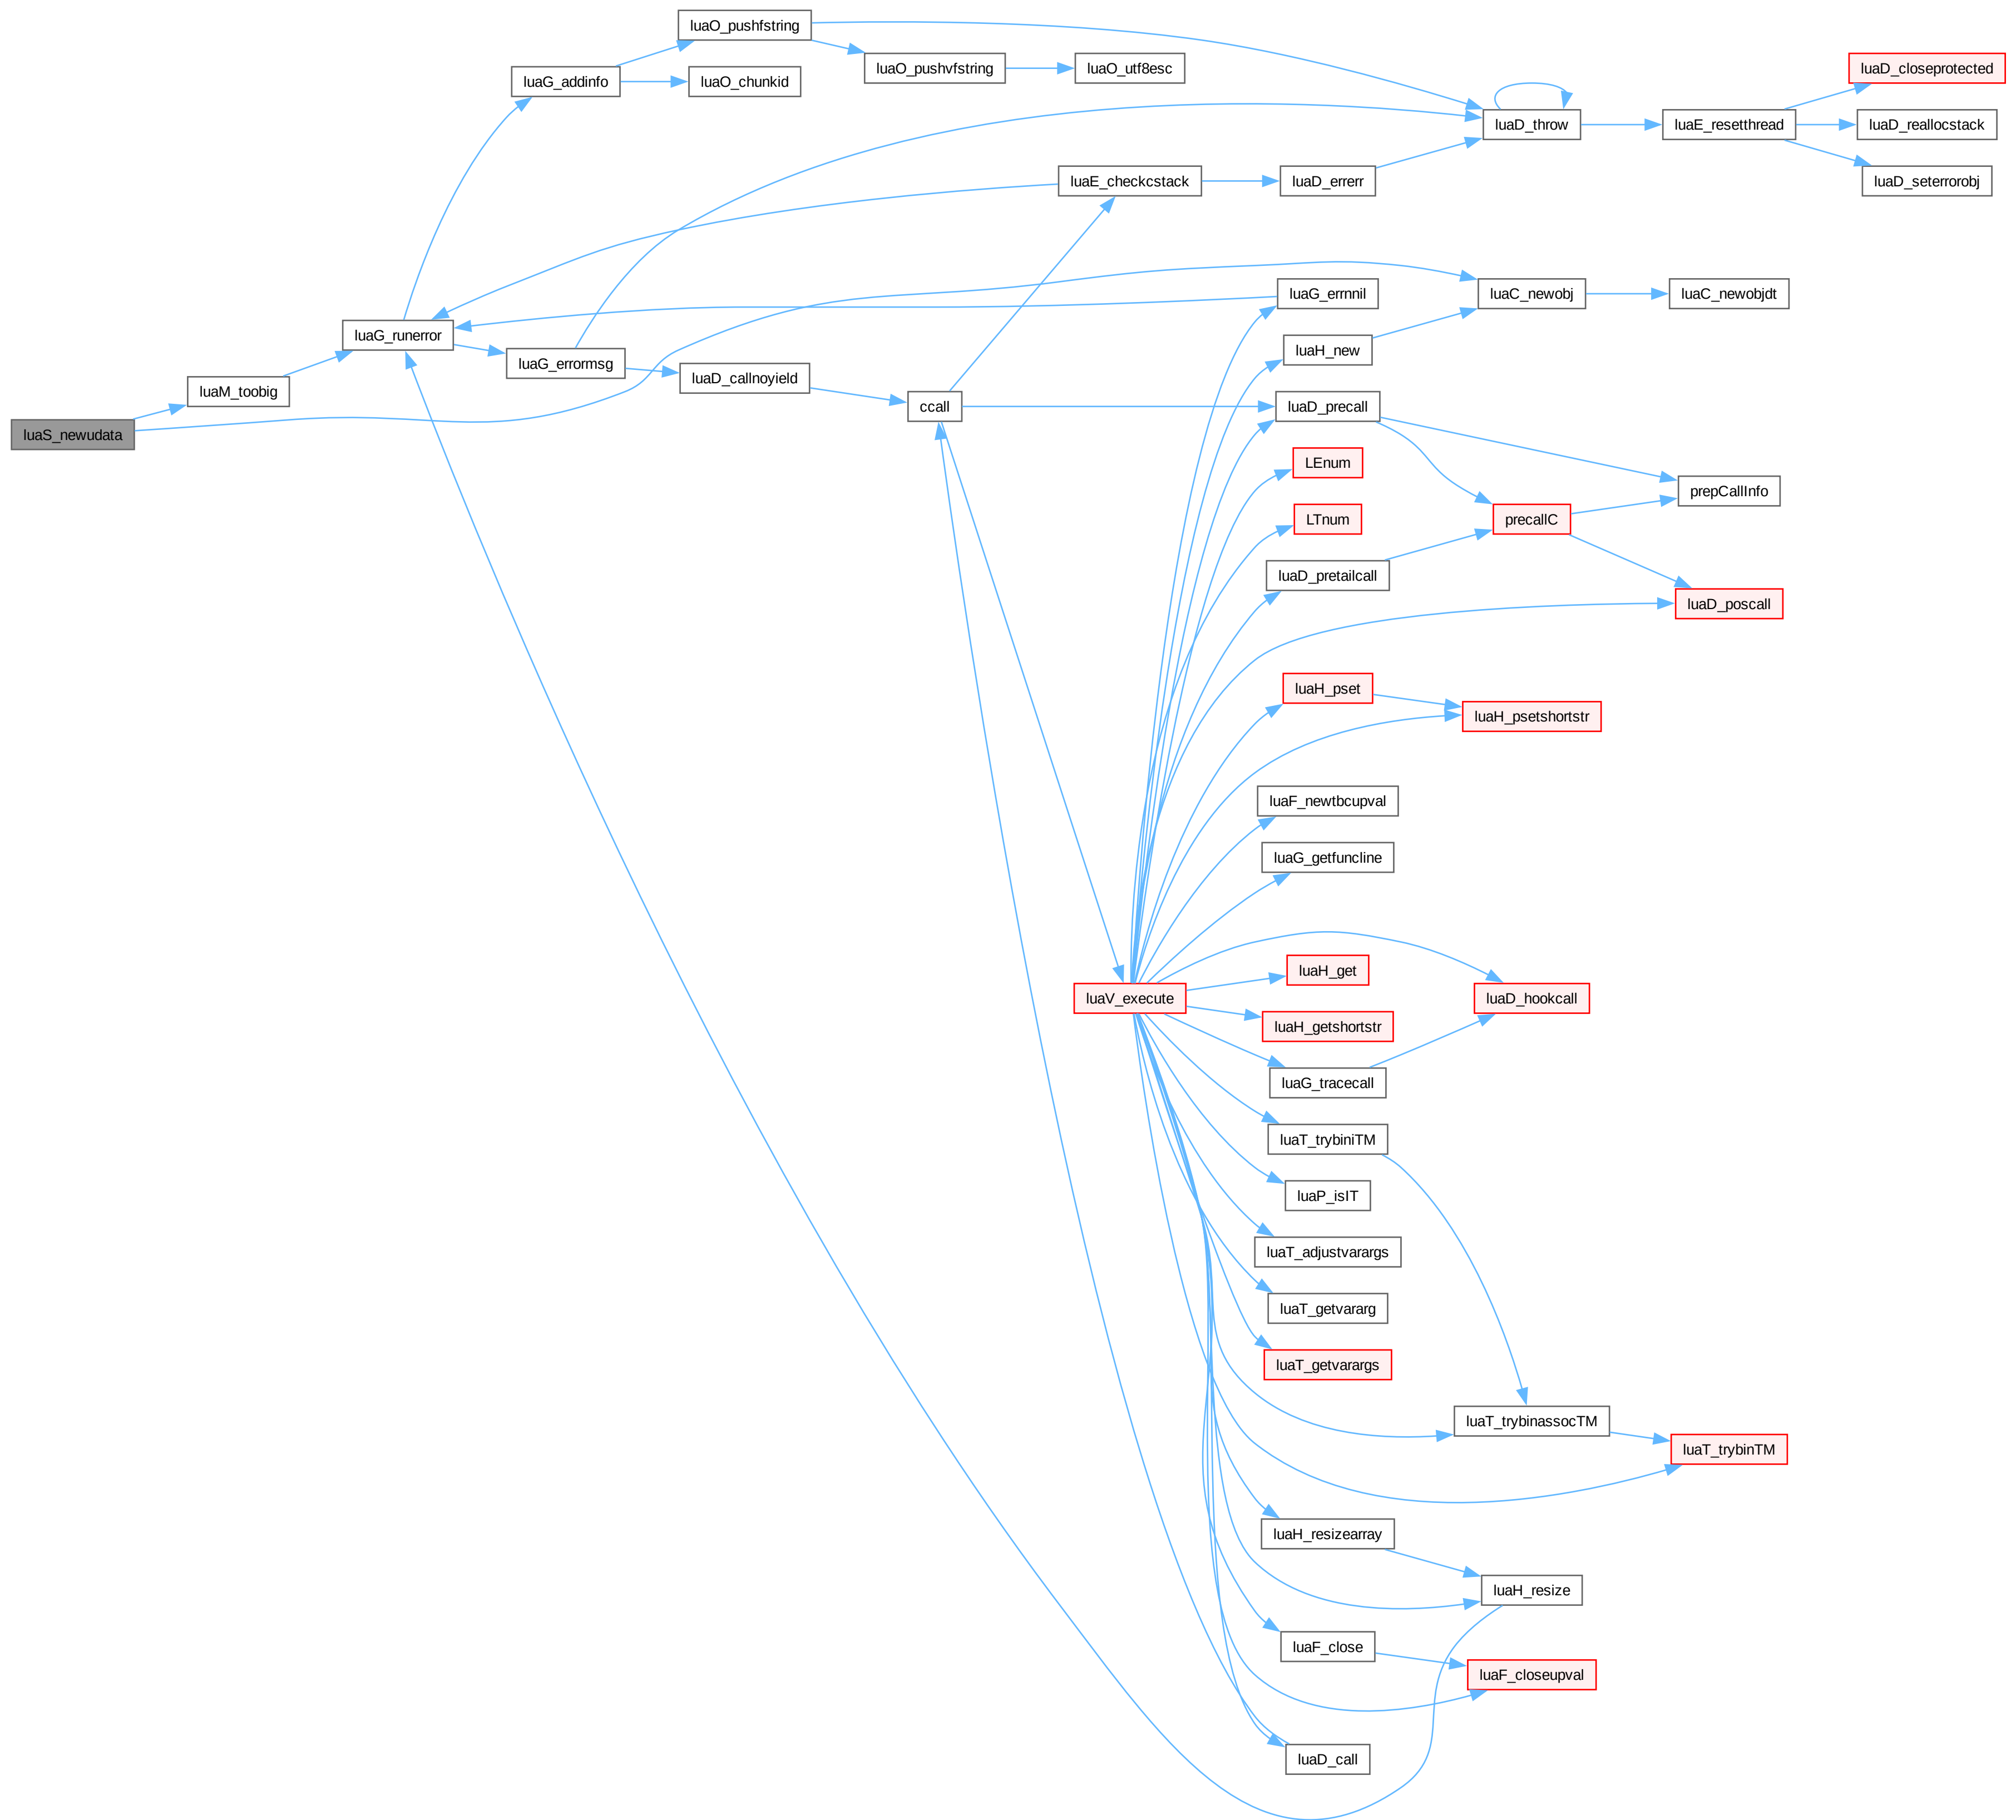 luaO_pushfstring
luaO_pushvfstring
luaO_utf8esc
luaD_closeprotected
luaG_addinfo
luaO_chunkid
luaD_throw
luaE_resetthread
luaD_reallocstack
luaE_checkcstack
luaD_errerr
luaD_seterrorobj
luaG_errnnil
luaC_newobj
luaC_newobjdt
luaG_runerror
luaG_errormsg
luaH_new
luaD_callnoyield
luaM_toobig
ccall
luaD_precall
luaS_newudata
LEnum
prepCallInfo
LTnum
precallC
luaD_pretailcall
luaD_poscall
luaH_pset
luaH_psetshortstr
luaF_newtbcupval
luaG_getfuncline
luaH_get
luaV_execute
luaD_hookcall
luaH_getshortstr
luaG_tracecall
luaT_trybiniTM
luaP_isIT
luaT_adjustvarargs
luaT_getvararg
luaT_getvarargs
luaT_trybinassocTM
luaT_trybinTM
luaH_resizearray
luaH_resize
luaF_close
luaF_closeupval
luaD_call